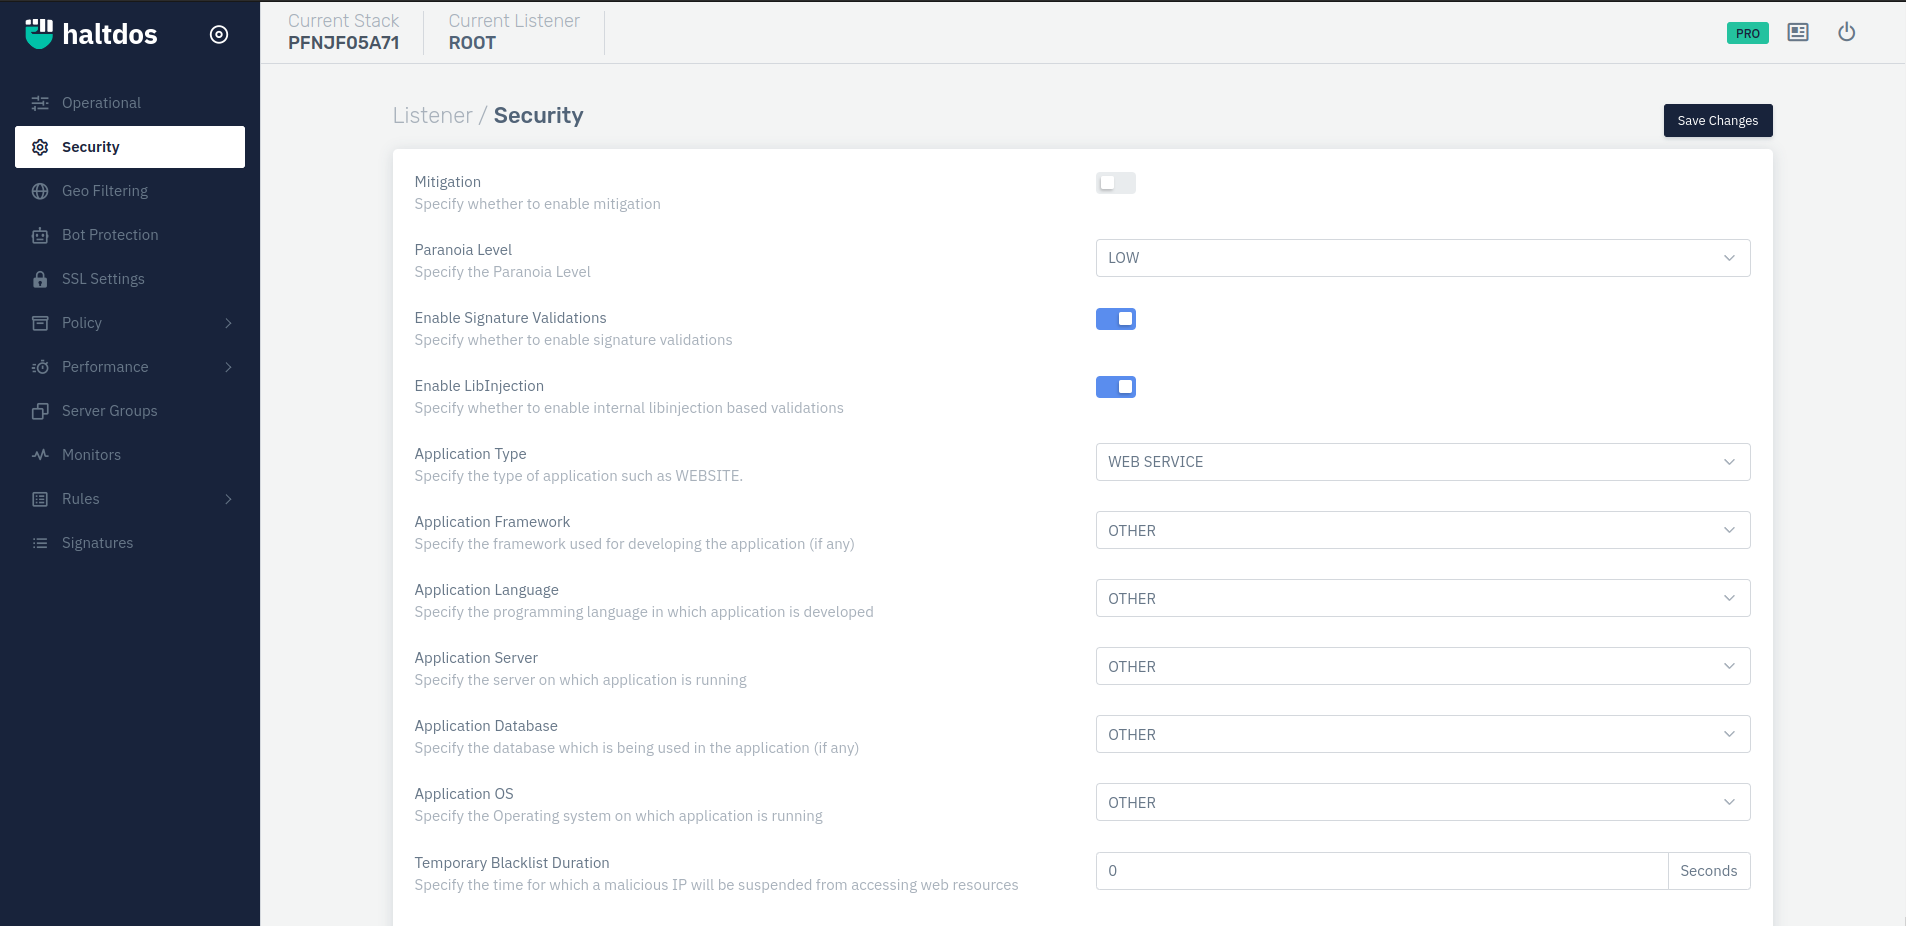 haltdos
Current Stack
PFNJF05A71
Current Listener
ROOT
PRO
Operational
Security
Geo Filtering
Bot Protection
SSL Settings
Policy
Performance
Server Groups
Monitors
Rules
Signatures
Listener / Security
Save Changes
Mitigation
Specify whether to enable mitigation
Paranoia Level
Specify the Paranoia Level
LOW
Enable Signature Validations
Specify whether to enable signature validations
Enable LibInjection
Specify whether to enable internal libinjection based validations
Application Type
Specify the type of application such as WEBSITE.
WEB SERVICE
Application Framework
Specify the framework used for developing the application (if any)
OTHER
Application Language
Specify the programming language in which application is developed
OTHER
Application Server
Specify the server on which application is running
OTHER
Application Database
Specify the database which is being used in the application (if any)
OTHER
Application OS
Specify the Operating system on which application is running
OTHER
Temporary Blacklist Duration
Specify the time for which a malicious IP will be suspended from accessing web resources
0 Seconds